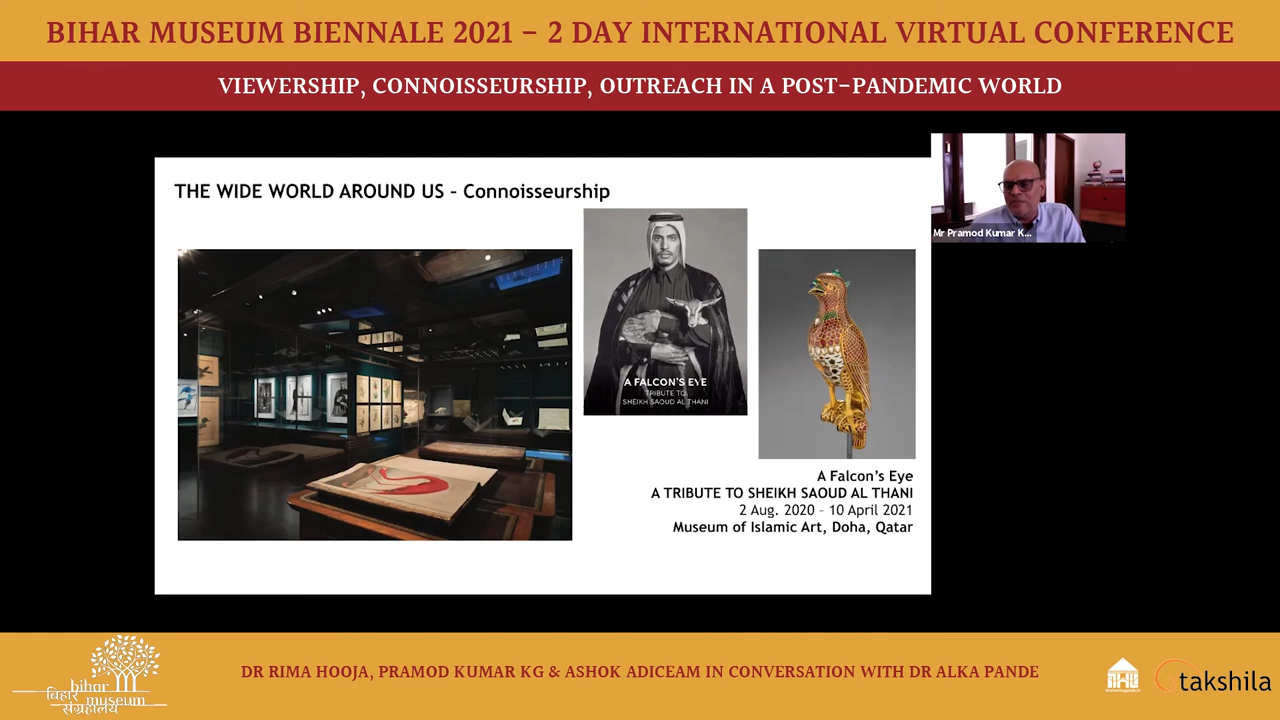 BIHAR MUSEUM BIENNALE 2021 – 2 DAY INTERNATIONAL VIRTUAL CONFERENCE
VIEWERSHIP, CONNOISSEURSHIP, OUTREACH IN A POST-PANDEMIC WORLD
THE WIDE WORLD AROUND US – Connoisseurship
Mr Pramod Kumar K...
A FALCON'S EYE
TRIBUTE TO
SHEIKH SAOUD AL THANI
A Falcon's Eye
A TRIBUTE TO SHEIKH SAOUD AL THANI
2 Aug. 2020 – 10 April 2021
Museum of Islamic Art, Doha, Qatar
bihar
बिहार museum
संग्रहालय
DR RIMA HOOJA, PRAMOD KUMAR KG & ASHOK ADICEAM IN CONVERSATION WITH DR ALKA PANDE
takshila